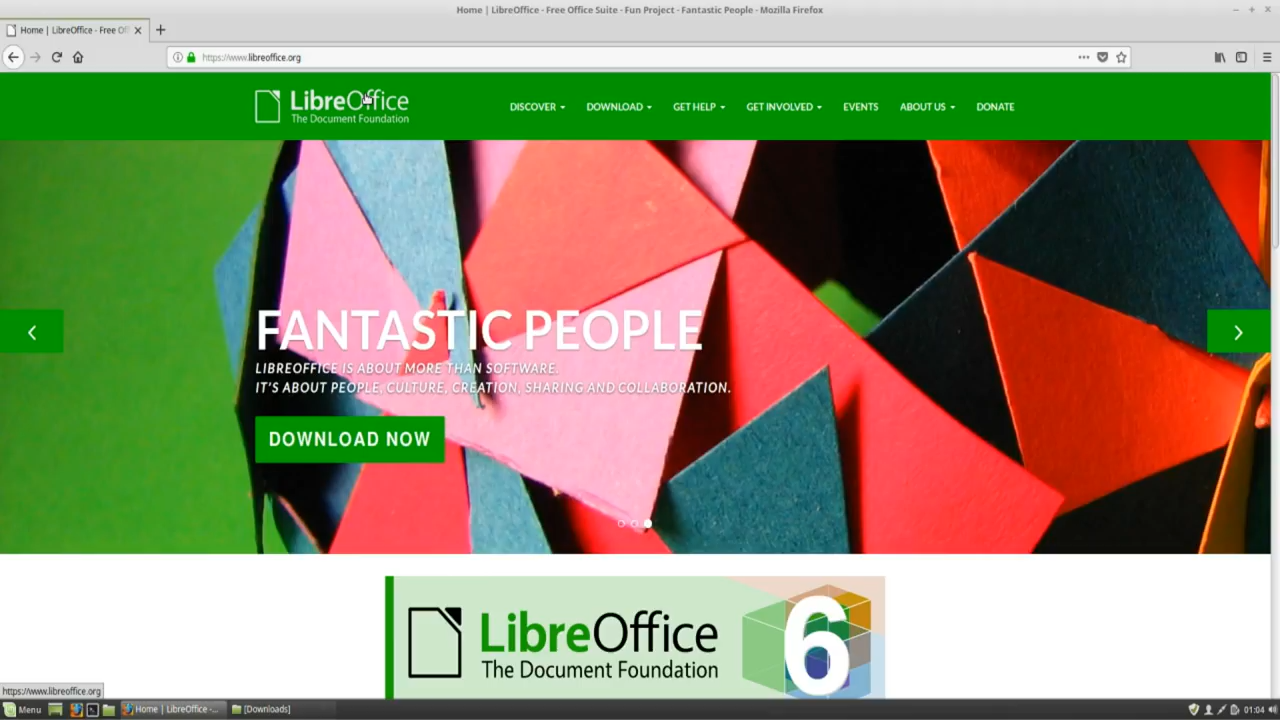 Home | LibreOffice - Free Office Suite - Fun Project - Fantastic People - Mozilla Firefox
Home | LibreOffice - Free Of
https://www.libreoffice.org
LibreOffice
The Document Foundation
DISCOVER
DOWNLOAD
GET HELP
GET INVOLVED
EVENTS
ABOUT US
DONATE
FANTASTIC PEOPLE
LIBREOFFICE IS ABOUT MORE THAN SOFTWARE.
IT'S ABOUT PEOPLE, CULTURE, CREATION, SHARING AND COLLABORATION.
DOWNLOAD NOW
LibreOffice
The Document Foundation
6
https://www.libreoffice.org
Menu
Home | LibreOffice -...
[Downloads]
01:04